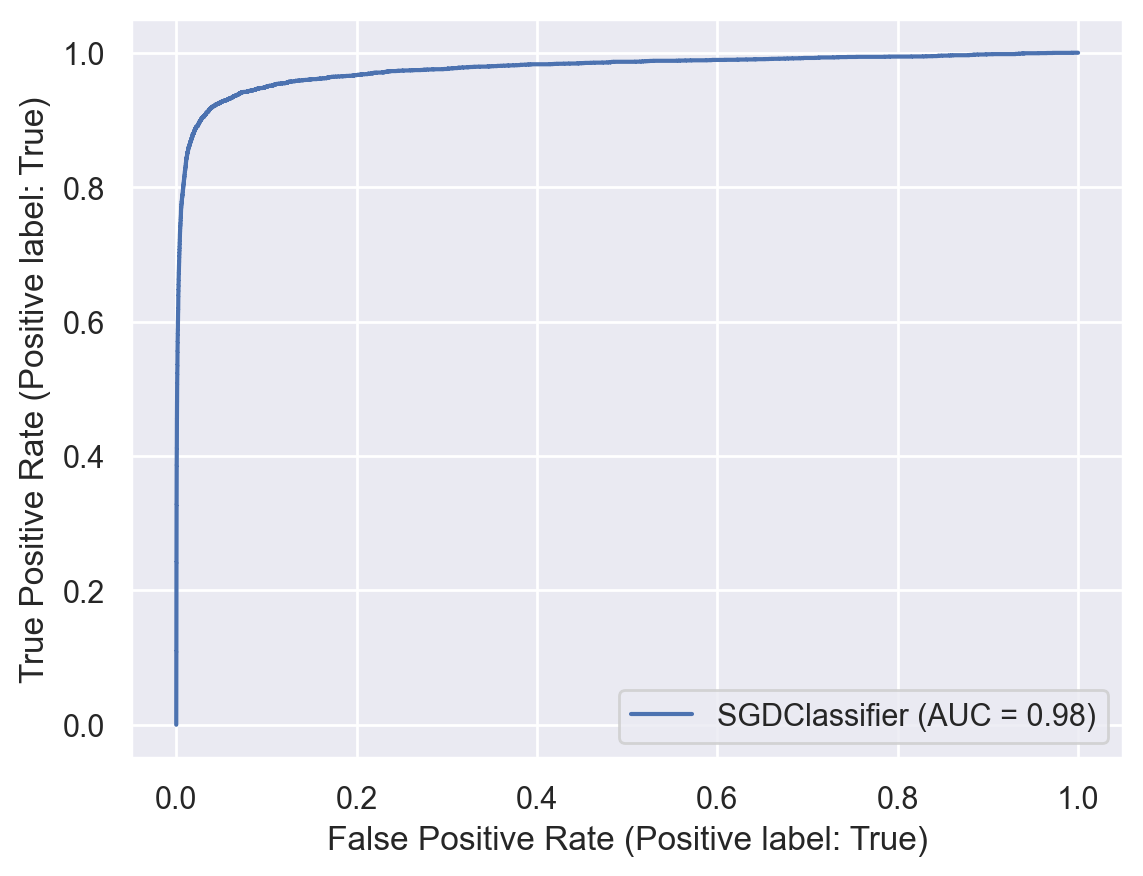 True Positive Rate (Positive label: True)
1.0
0.8
0.6
0.4
0.2
0.0
SGDClassifier (AUC = 0.98)
0.0 0.2 0.4 0.6 0.8 1.0
False Positive Rate (Positive label: True)